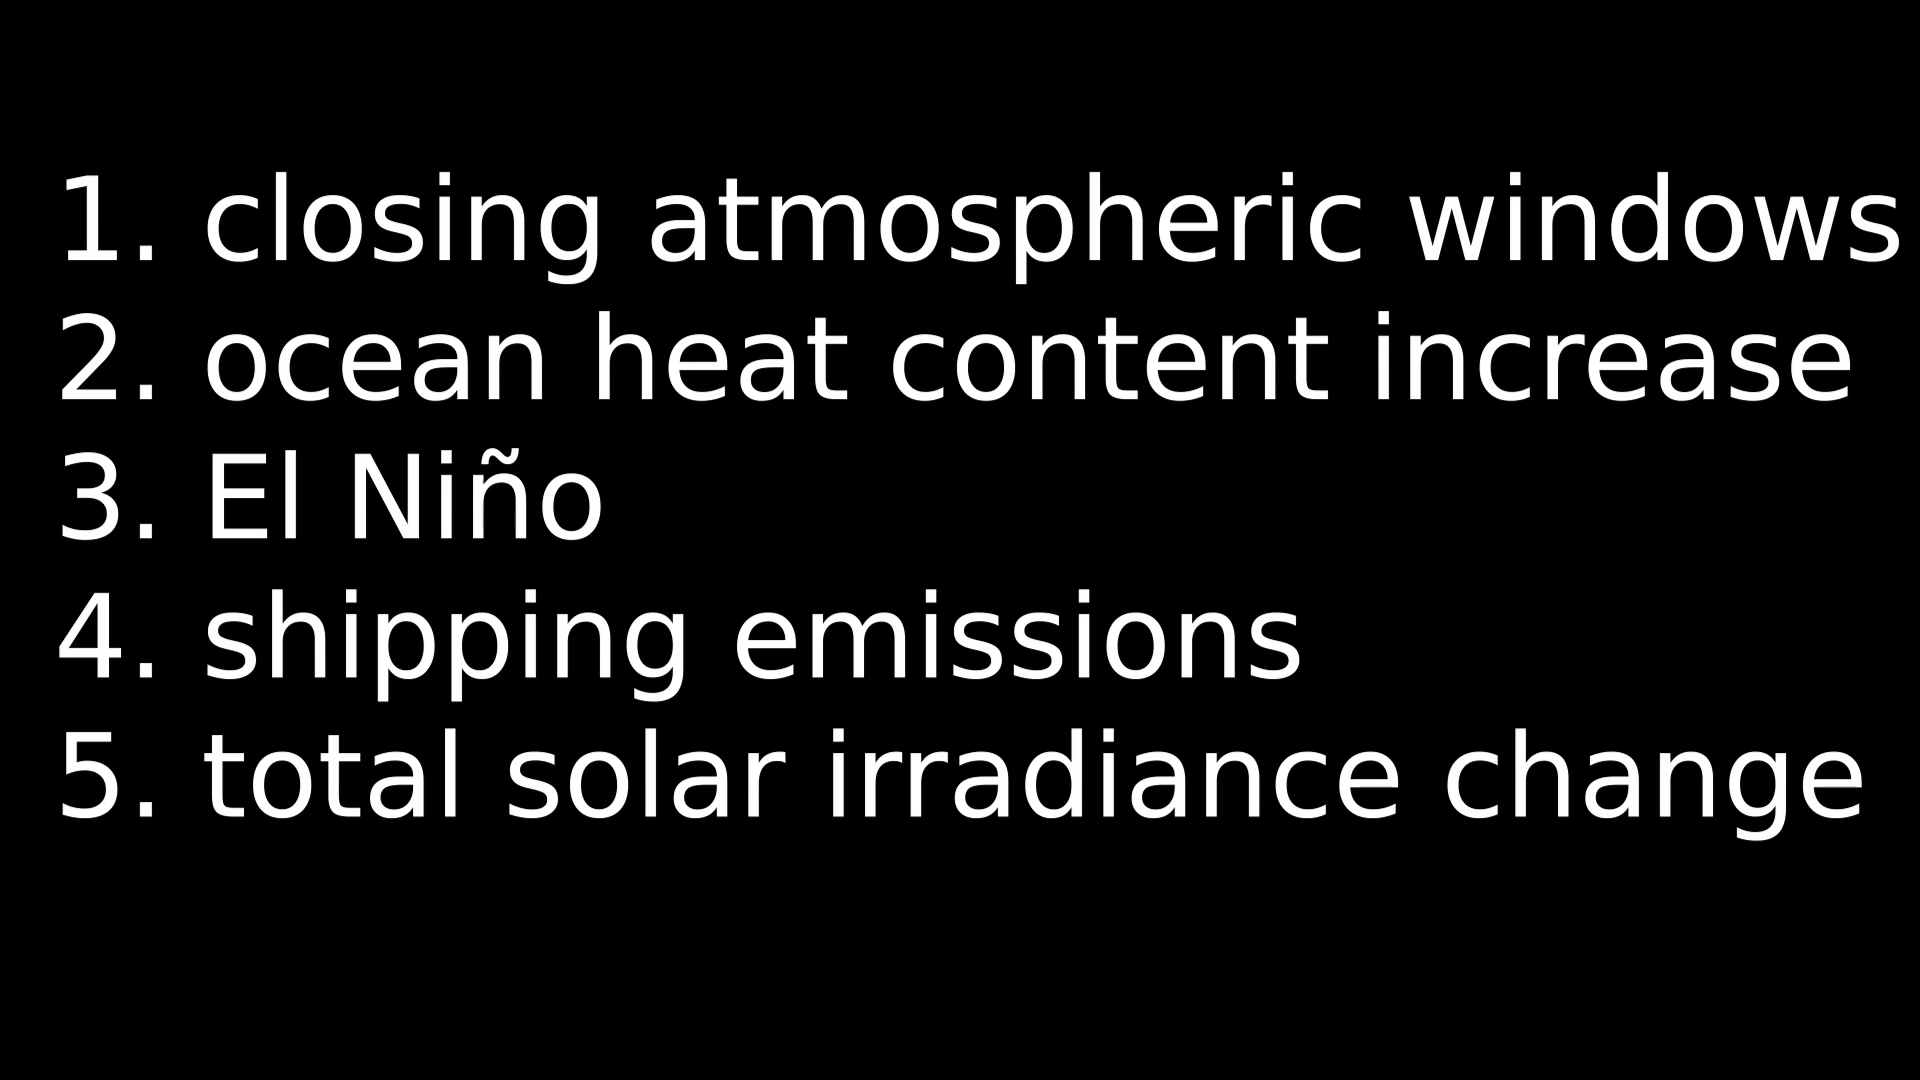 1. closing atmospheric windows
2. ocean heat content increase
3. El Niño
4. shipping emissions
5. total solar irradiance change